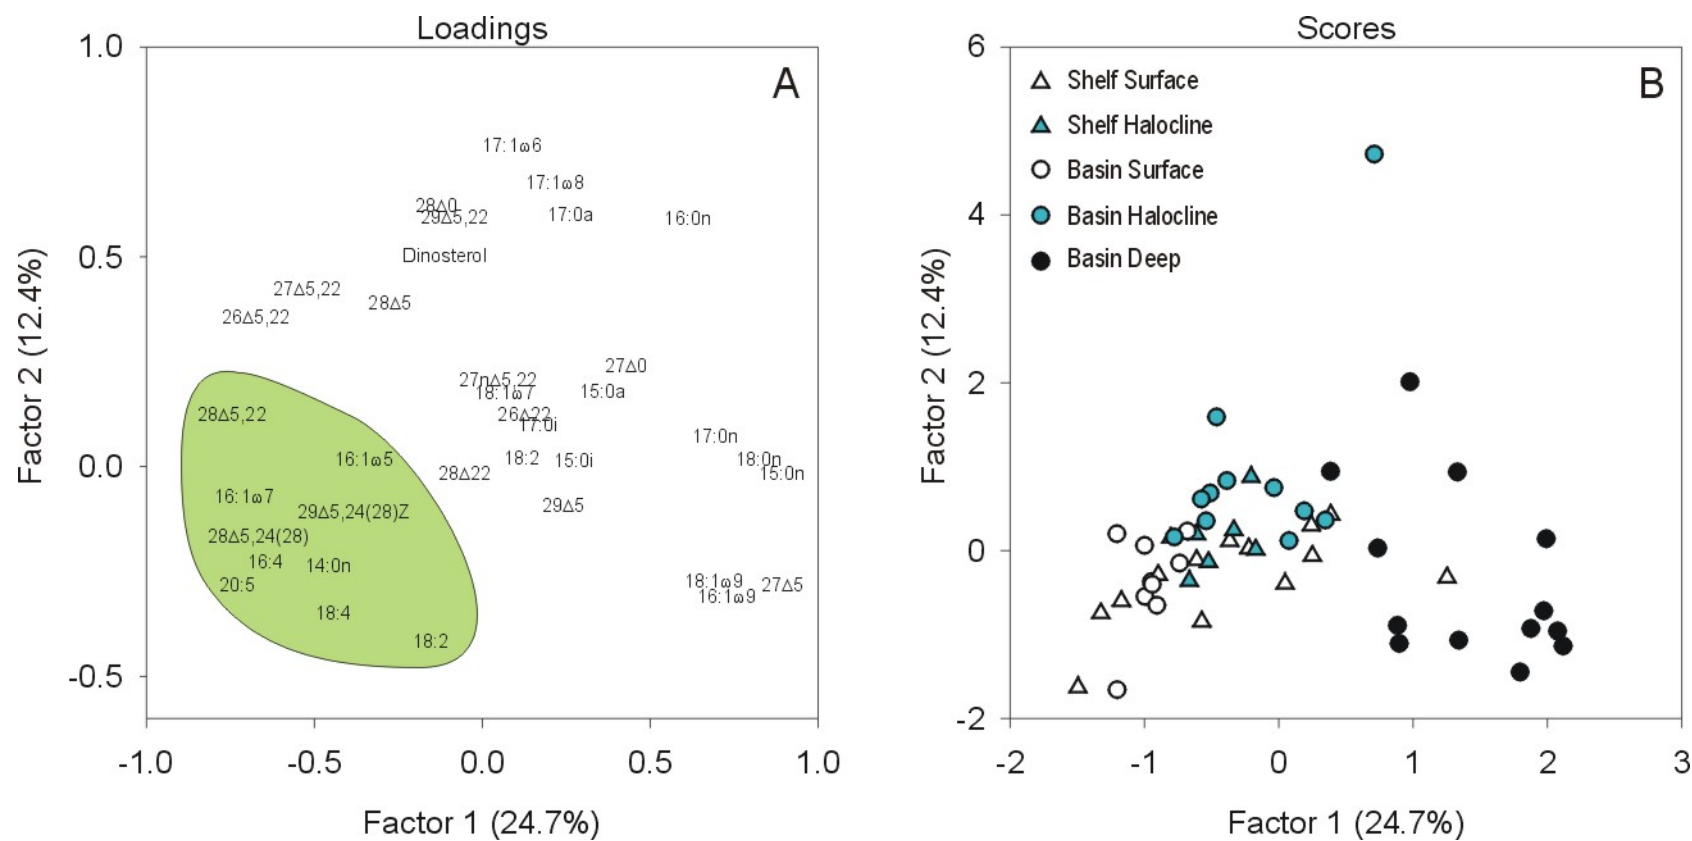 Loadings
A
1.0
0.5
0.0
-0.5
Factor 2 (12.4%)
17:1ω6
17:1ω8
28Δ0
29Δ5,22
17:0a
16:0n
Dinosterol
27Δ5,22
28Δ5
26Δ5,22
27Δ0
27nΔ5,22
18:1ω7
15:0a
26Δ22
17:0i
28Δ5,22
17:0n
16:1ω5
18:2
15:0i
18:0n
28Δ22
15:0n
16:1ω7
29Δ5
29Δ5,24(28)Z
28Δ5,24(28)
16:4
14:0n
20:5
18:1ω9
27Δ5
16:1ω9
18:4
18:2
-1.0
-0.5
0.0
0.5
1.0
Factor 1 (24.7%)
Scores
B
6
4
2
0
-2
Factor 2 (12.4%)
Shelf Surface
Shelf Halocline
Basin Surface
Basin Halocline
Basin Deep
-2
-1
0
1
2
3
Factor 1 (24.7%)